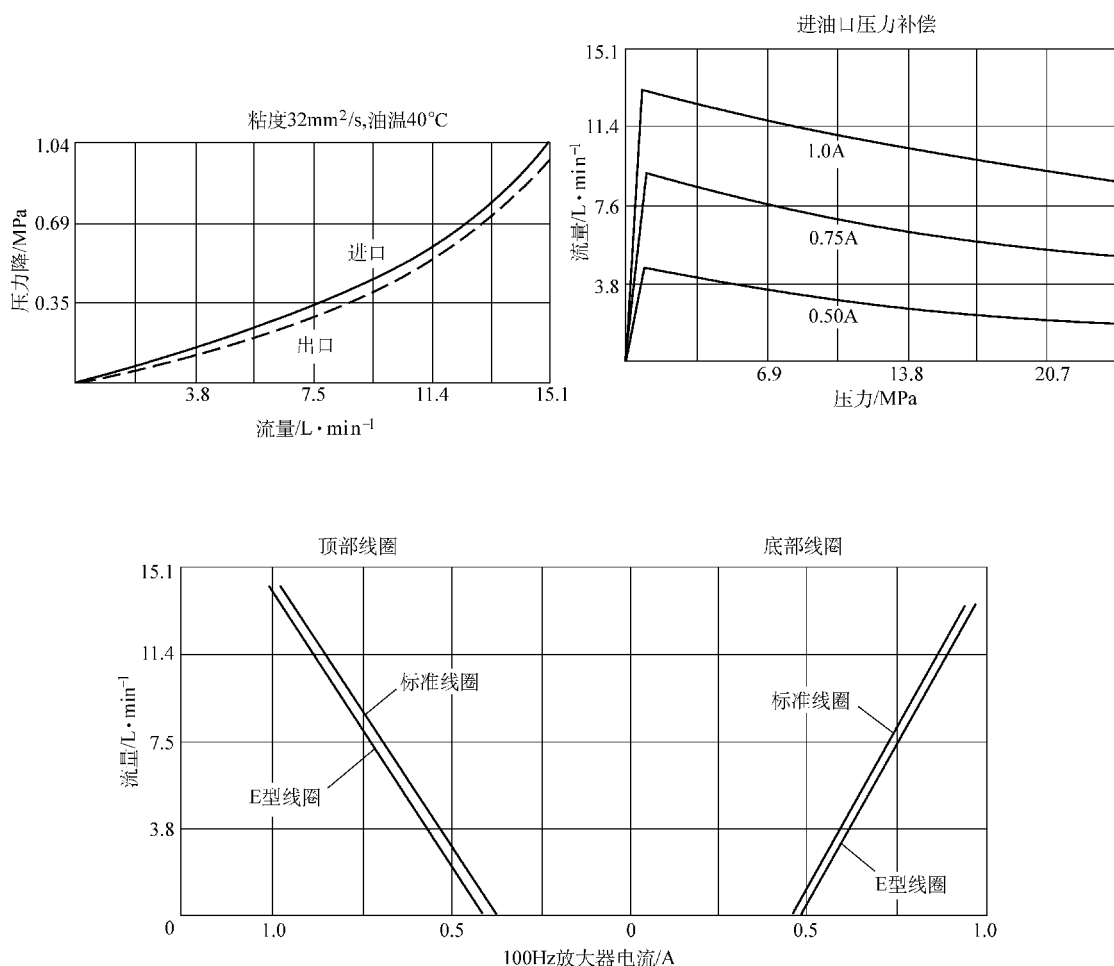 粘度32mm²/s,油温40℃
1.04
0.69
0.35
压力降/MPa
进口
出口
3.8
7.5
11.4
15.1
流量/L·min⁻¹
进油口压力补偿
15.1
11.4
7.6
3.8
流量/L·min⁻¹
1.0A
0.75A
0.50A
6.9
13.8
20.7
压力/MPa
顶部线圈
底部线圈
15.1
11.4
7.5
3.8
0
流量/L·min⁻¹
标准线圈
E型线圈
标准线圈
E型线圈
1.0
0.5
0
0.5
1.0
100Hz放大器电流/A